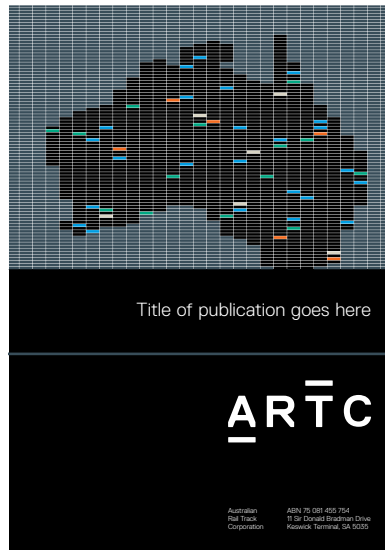 Title of publication goes here
ARTC
Australian
Rail Track
Corporation
ABN 75 081 455 754
11 Sir Donald Bradman Drive
Keswick Terminal, SA 5035